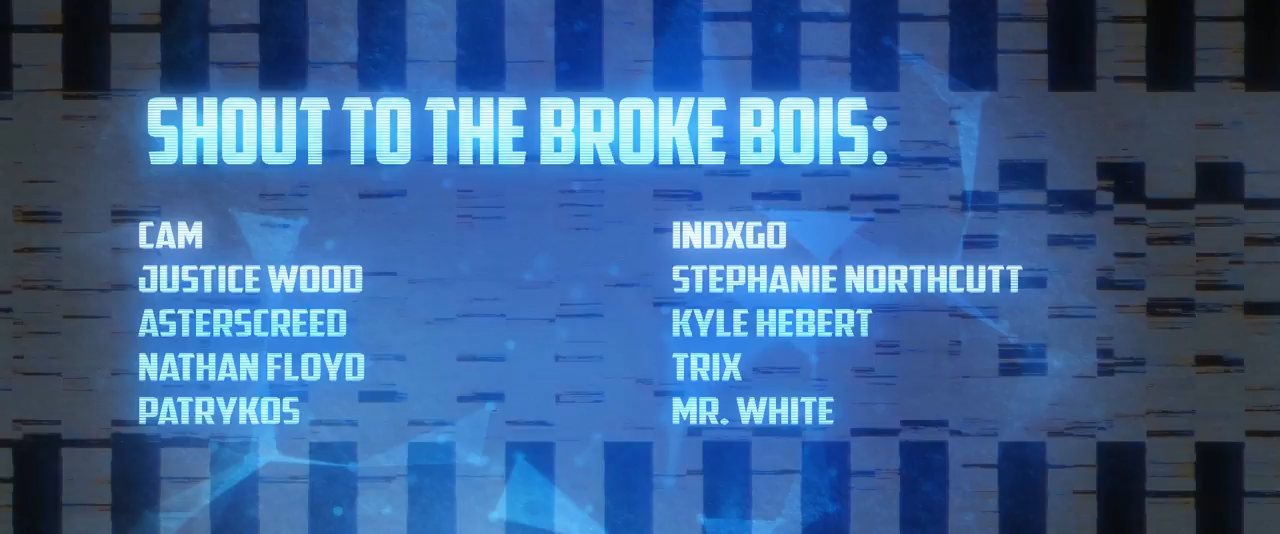 SHOUT TO THE BROKE BOIS:
CAM
JUSTICE WOOD
ASTERSCREED
NATHAN FLOYD
PATRYKOS
INDXGO
STEPHANIE NORTHCUTT
KYLE HEBERT
TRIX
MR. WHITE